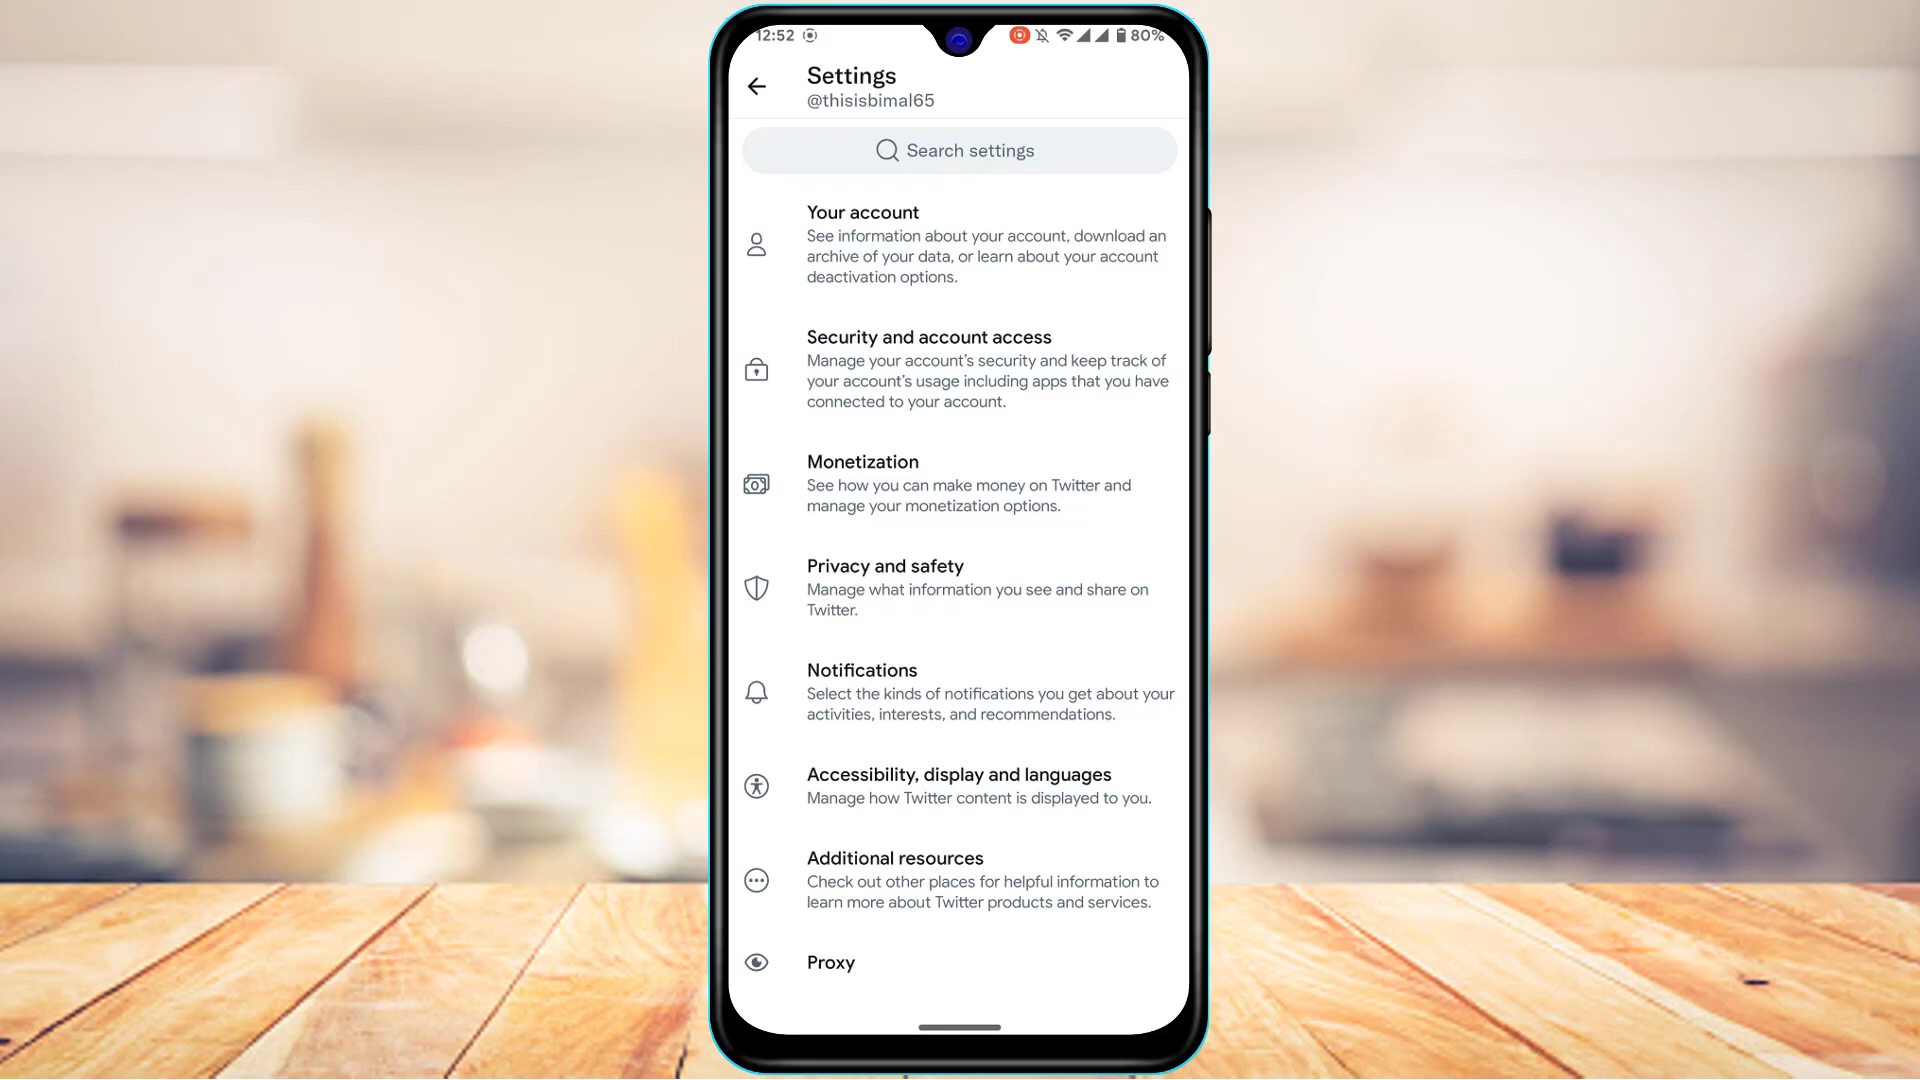 12:52
80%
Settings
@thisisbimal65
Search settings
Your account
See information about your account, download an
archive of your data, or learn about your account
deactivation options.
Security and account access
Manage your account's security and keep track of
your account's usage including apps that you have
connected to your account.
Monetization
See how you can make money on Twitter and
manage your monetization options.
Privacy and safety
Manage what information you see and share on
Twitter.
Notifications
Select the kinds of notifications you get about your
activities, interests, and recommendations.
Accessibility, display and languages
Manage how Twitter content is displayed to you.
Additional resources
Check out other places for helpful information to
learn more about Twitter products and services.
Proxy